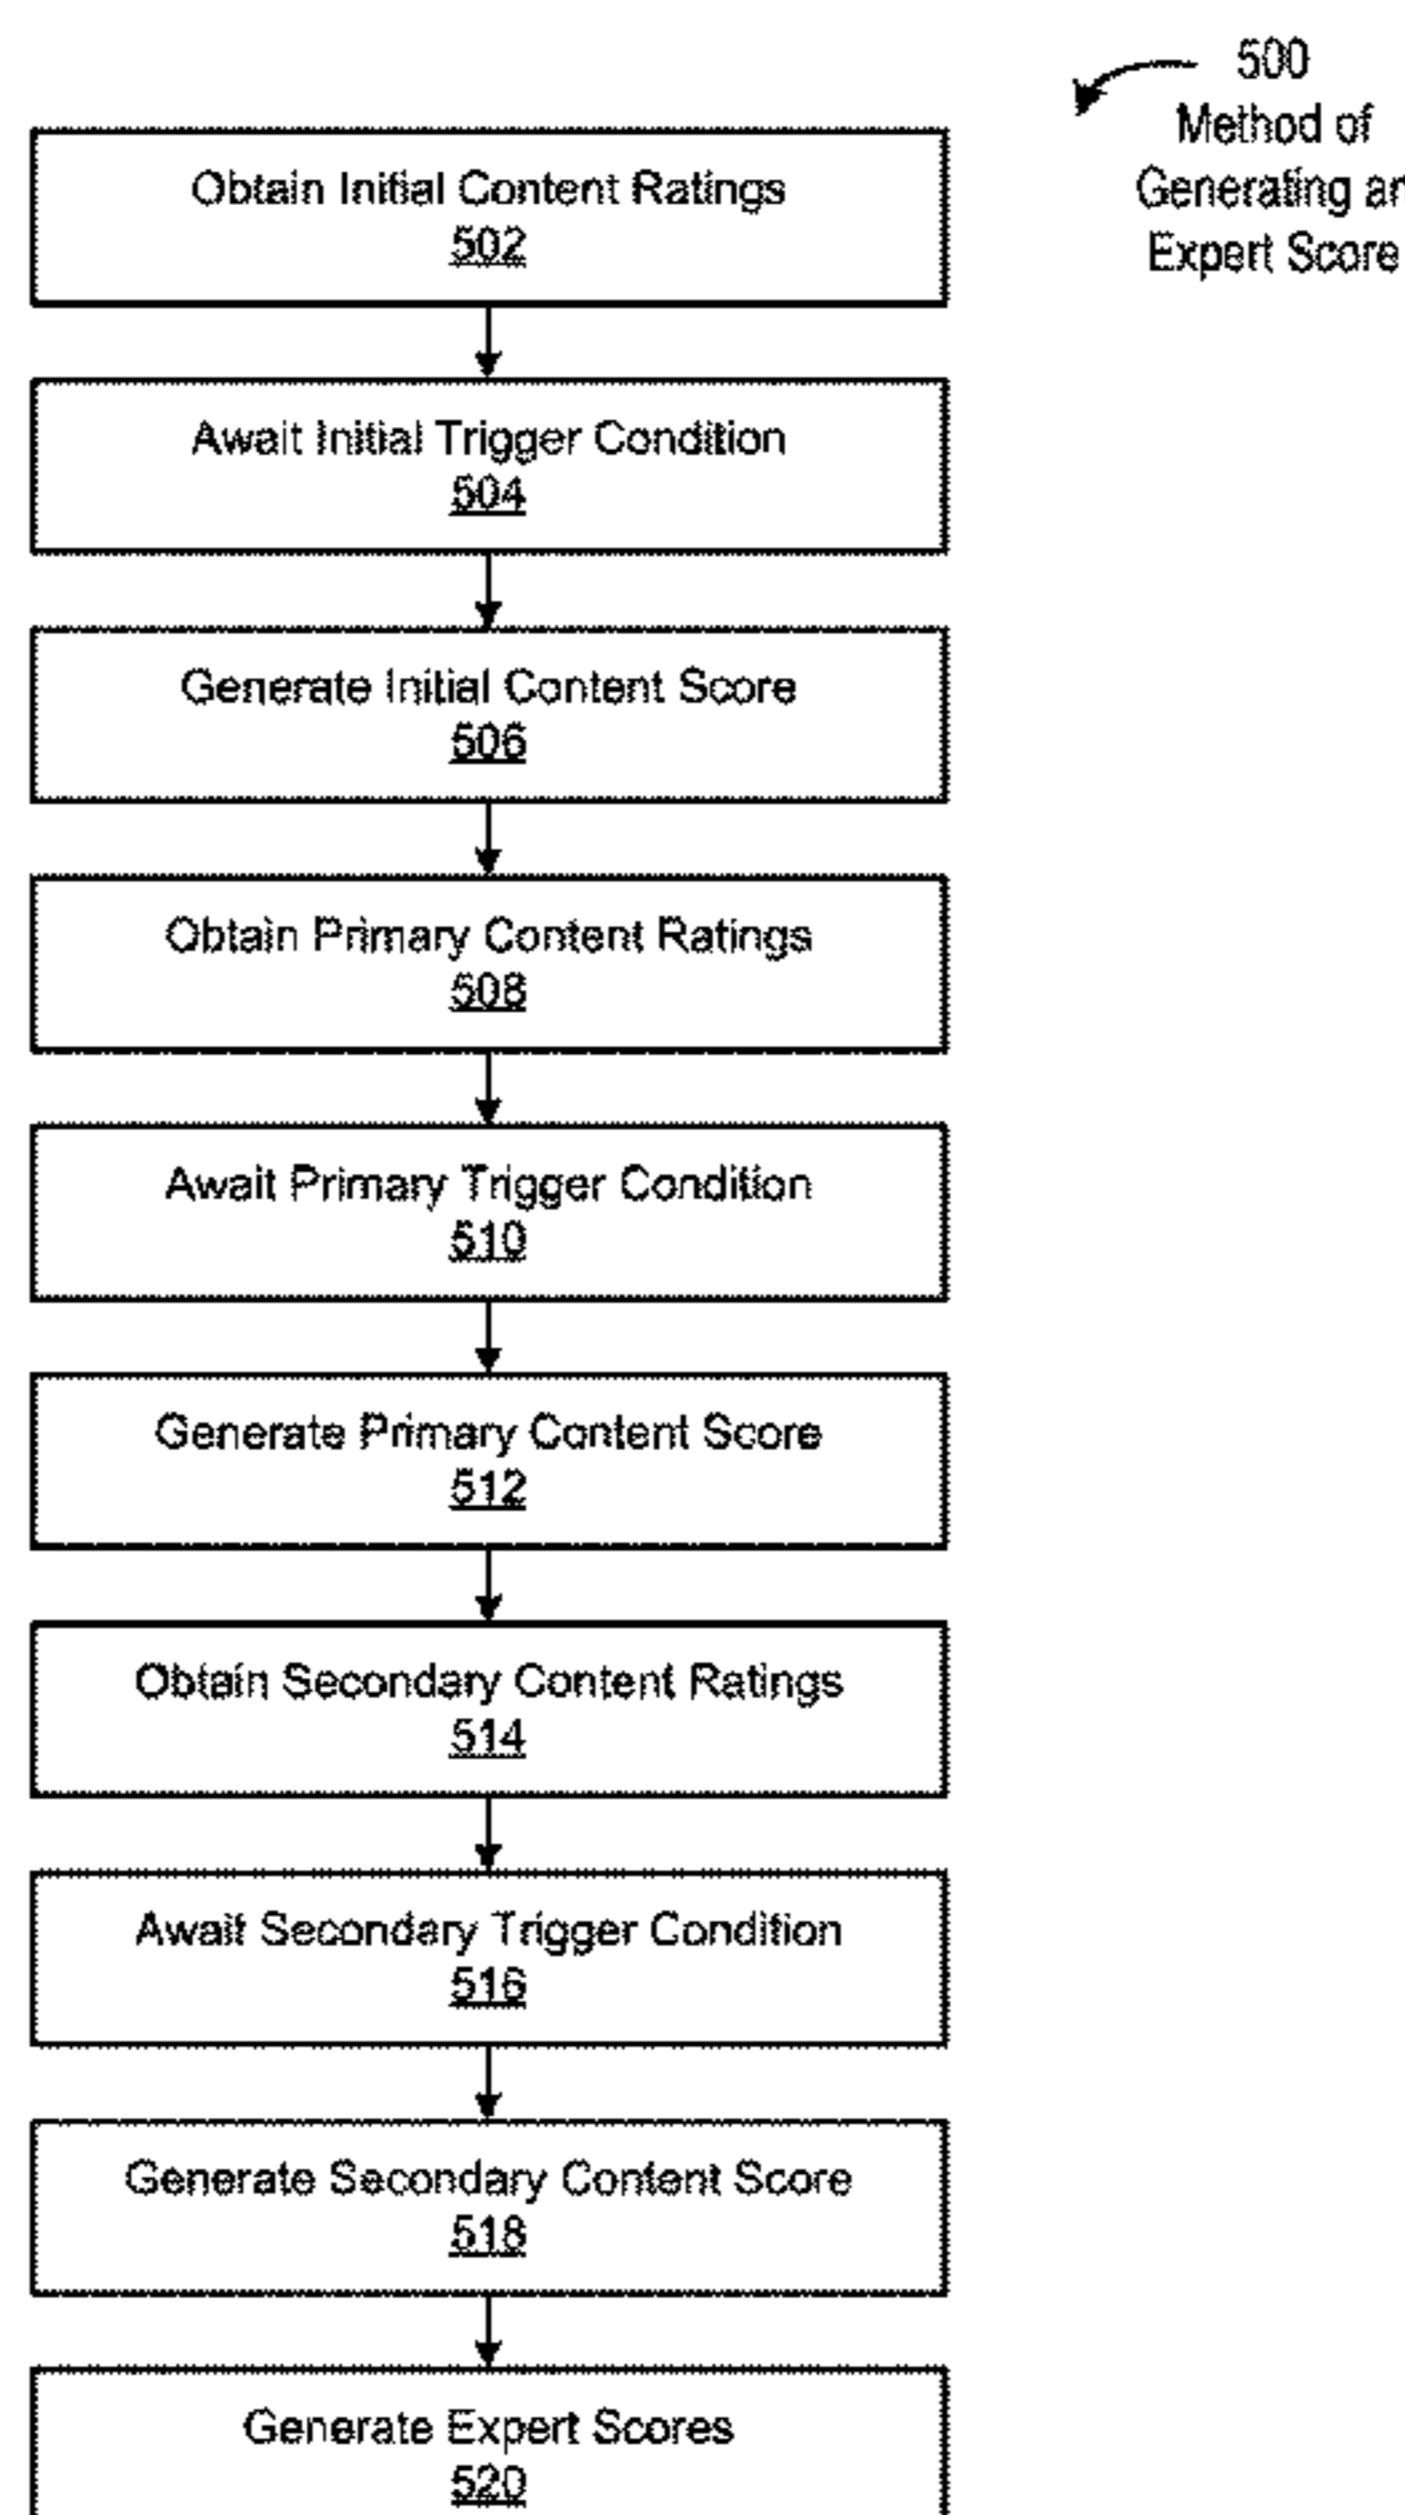 500
Method of
Generating an
Expert Score
Obtain Initial Content Ratings
502
Await Initial Trigger Condition
504
Generate Initial Content Score
506
Obtain Primary Content Ratings
508
Await Primary Trigger Condition
510
Generate Primary Content Score
512
Obtain Secondary Content Ratings
514
Await Secondary Trigger Condition
516
Generate Secondary Content Score
518
Generate Expert Scores
520